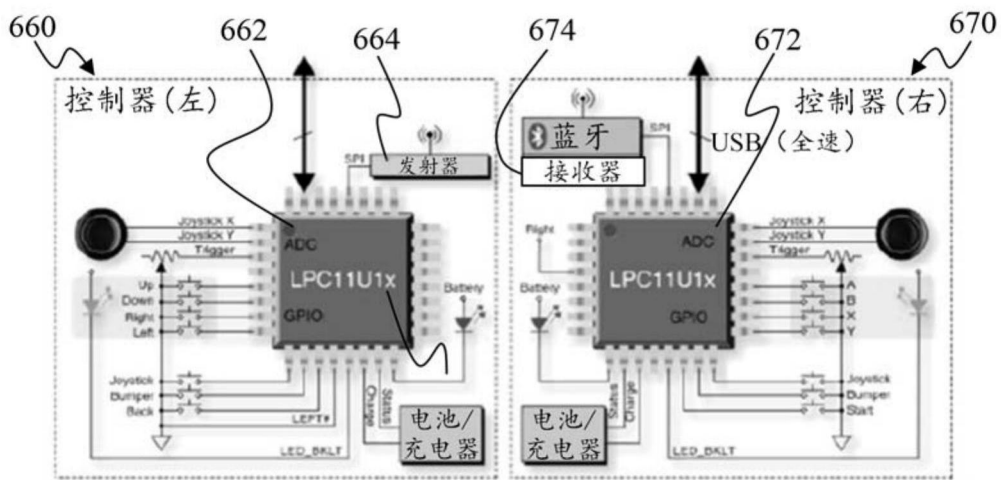 660
662
664
674
672
670
控制器(左)
SPI
发射器
Joystick X
Joystick Y
Trigger
ADC
LPC11U1x
GPIO
Up
Down
Right
Left
Battery
Joystick
Bumper
Back
LEFT#
Charge
Status
LED_BKLT
电池/
充电器
控制器(右)
蓝牙
接收器
SPI
USB(全速)
Right
Battery
ADC
LPC11U1x
GPIO
Joystick X
Joystick Y
Trigger
A
B
X
Y
Status
Charge
Joystick
Bumper
Start
LED_BKLT
电池/
充电器